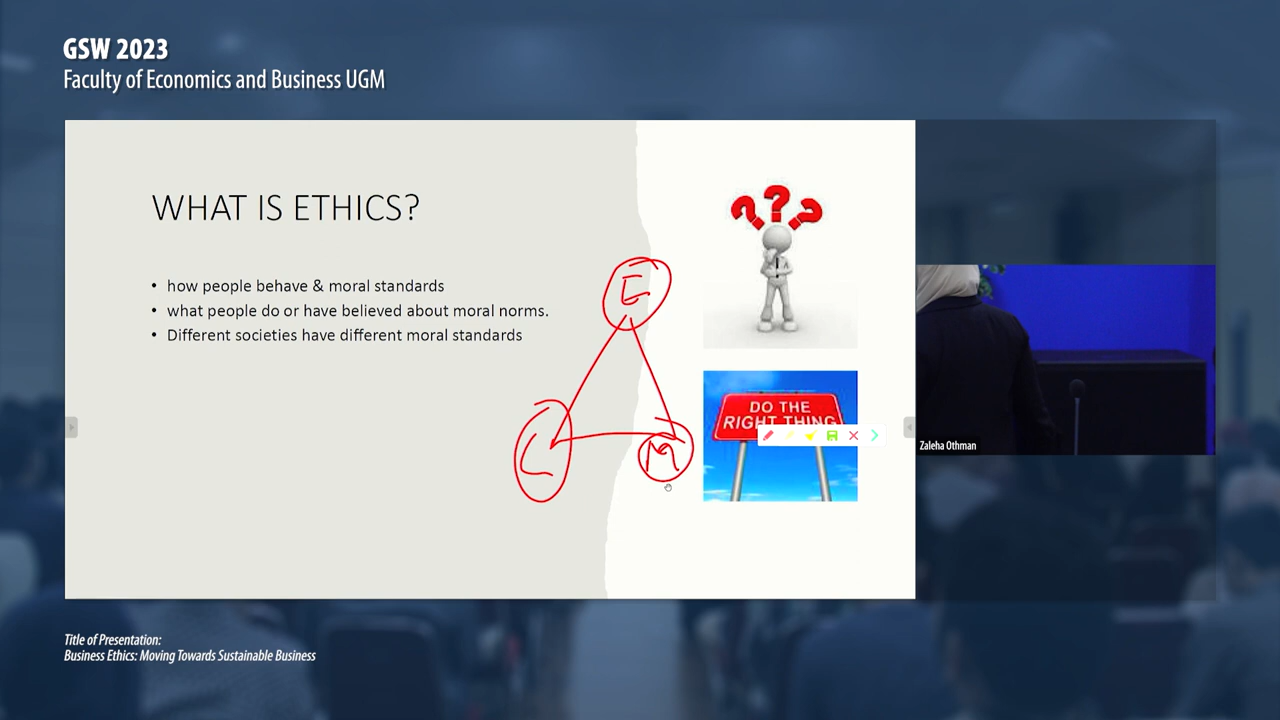 GSW 2023
Faculty of Economics and Business UGM
WHAT IS ETHICS?
• how people behave & moral standards
• what people do or have believed about moral norms.
• Different societies have different moral standards
???
E
L
M
DO THE
RIGHT THING
Zaleha Othman
Title of Presentation:
Business Ethics: Moving Towards Sustainable Business